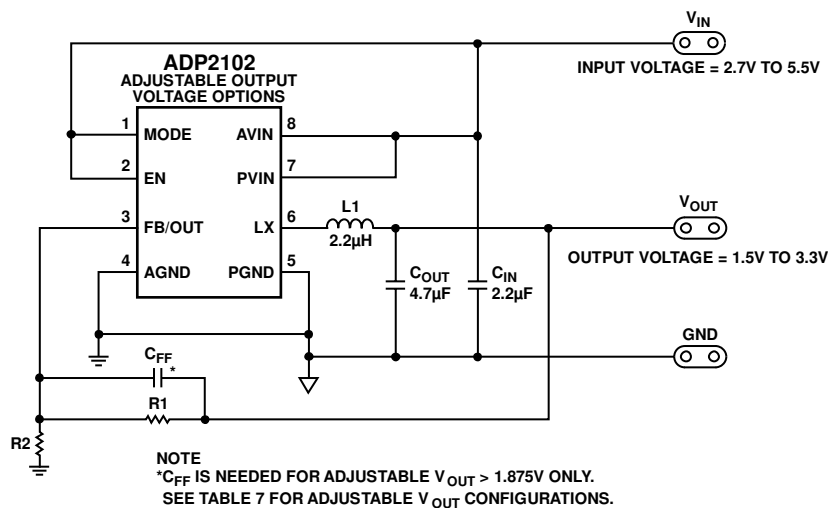 V_IN
INPUT VOLTAGE = 2.7V TO 5.5V
ADP2102
ADJUSTABLE OUTPUT
VOLTAGE OPTIONS
1 MODE AVIN 8
2 EN PVIN 7
3 FB/OUT LX 6
4 AGND PGND 5
L1
2.2µH
V_OUT
OUTPUT VOLTAGE = 1.5V TO 3.3V
C_OUT
4.7µF
C_IN
2.2µF
GND
C_FF
*
R1
R2
NOTE
*C_FF IS NEEDED FOR ADJUSTABLE V_OUT > 1.875V ONLY.
SEE TABLE 7 FOR ADJUSTABLE V_OUT CONFIGURATIONS.